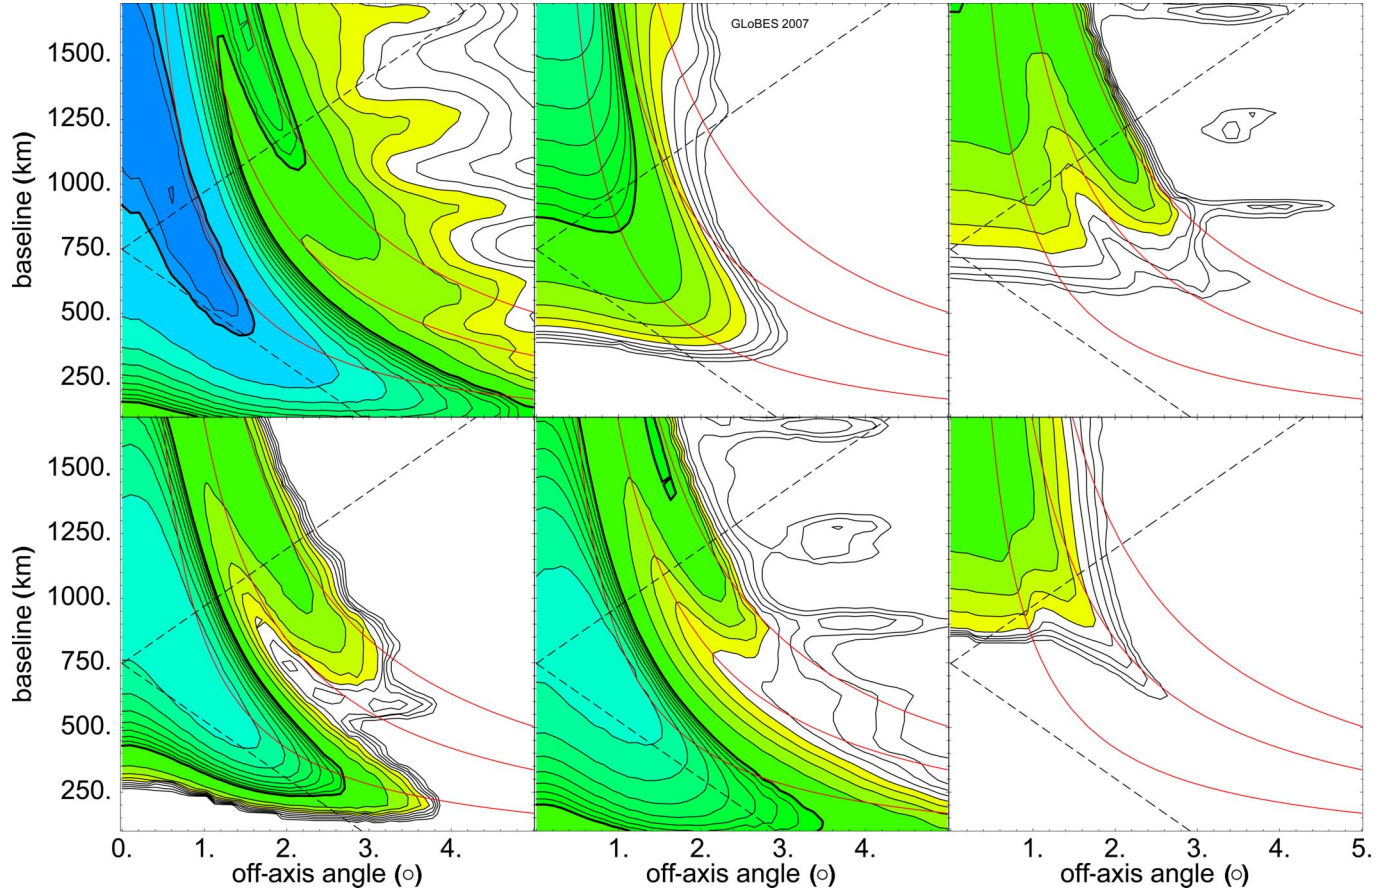 GLoBES 2007
1500.
1250.
1000.
750.
500.
250.
baseline (km)
1500.
1250.
1000.
750.
500.
250.
baseline (km)
0. 1. 2. 3. 4. 1. 2. 3. 4. 1. 2. 3. 4. 5.
off-axis angle (○) off-axis angle (○) off-axis angle (○)